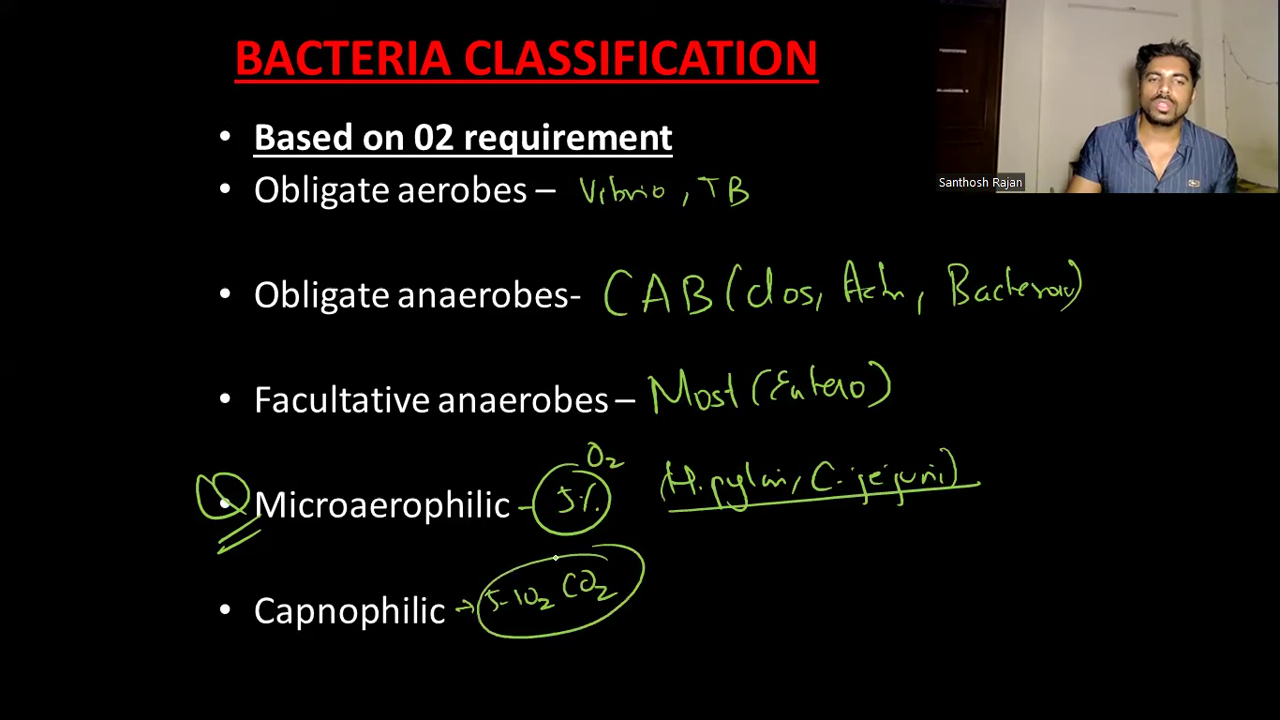 BACTERIA CLASSIFICATION
Santhosh Rajan
• Based on 02 requirement
• Obligate aerobes – Vibrio, TB
• Obligate anaerobes- CAB (clos, Actn, Bacteroid)
• Facultative anaerobes – Most (Entero)
• Microaerophilic - 5% O2 (H. pylori, C. jejuni)
• Capnophilic → 5-10% CO2